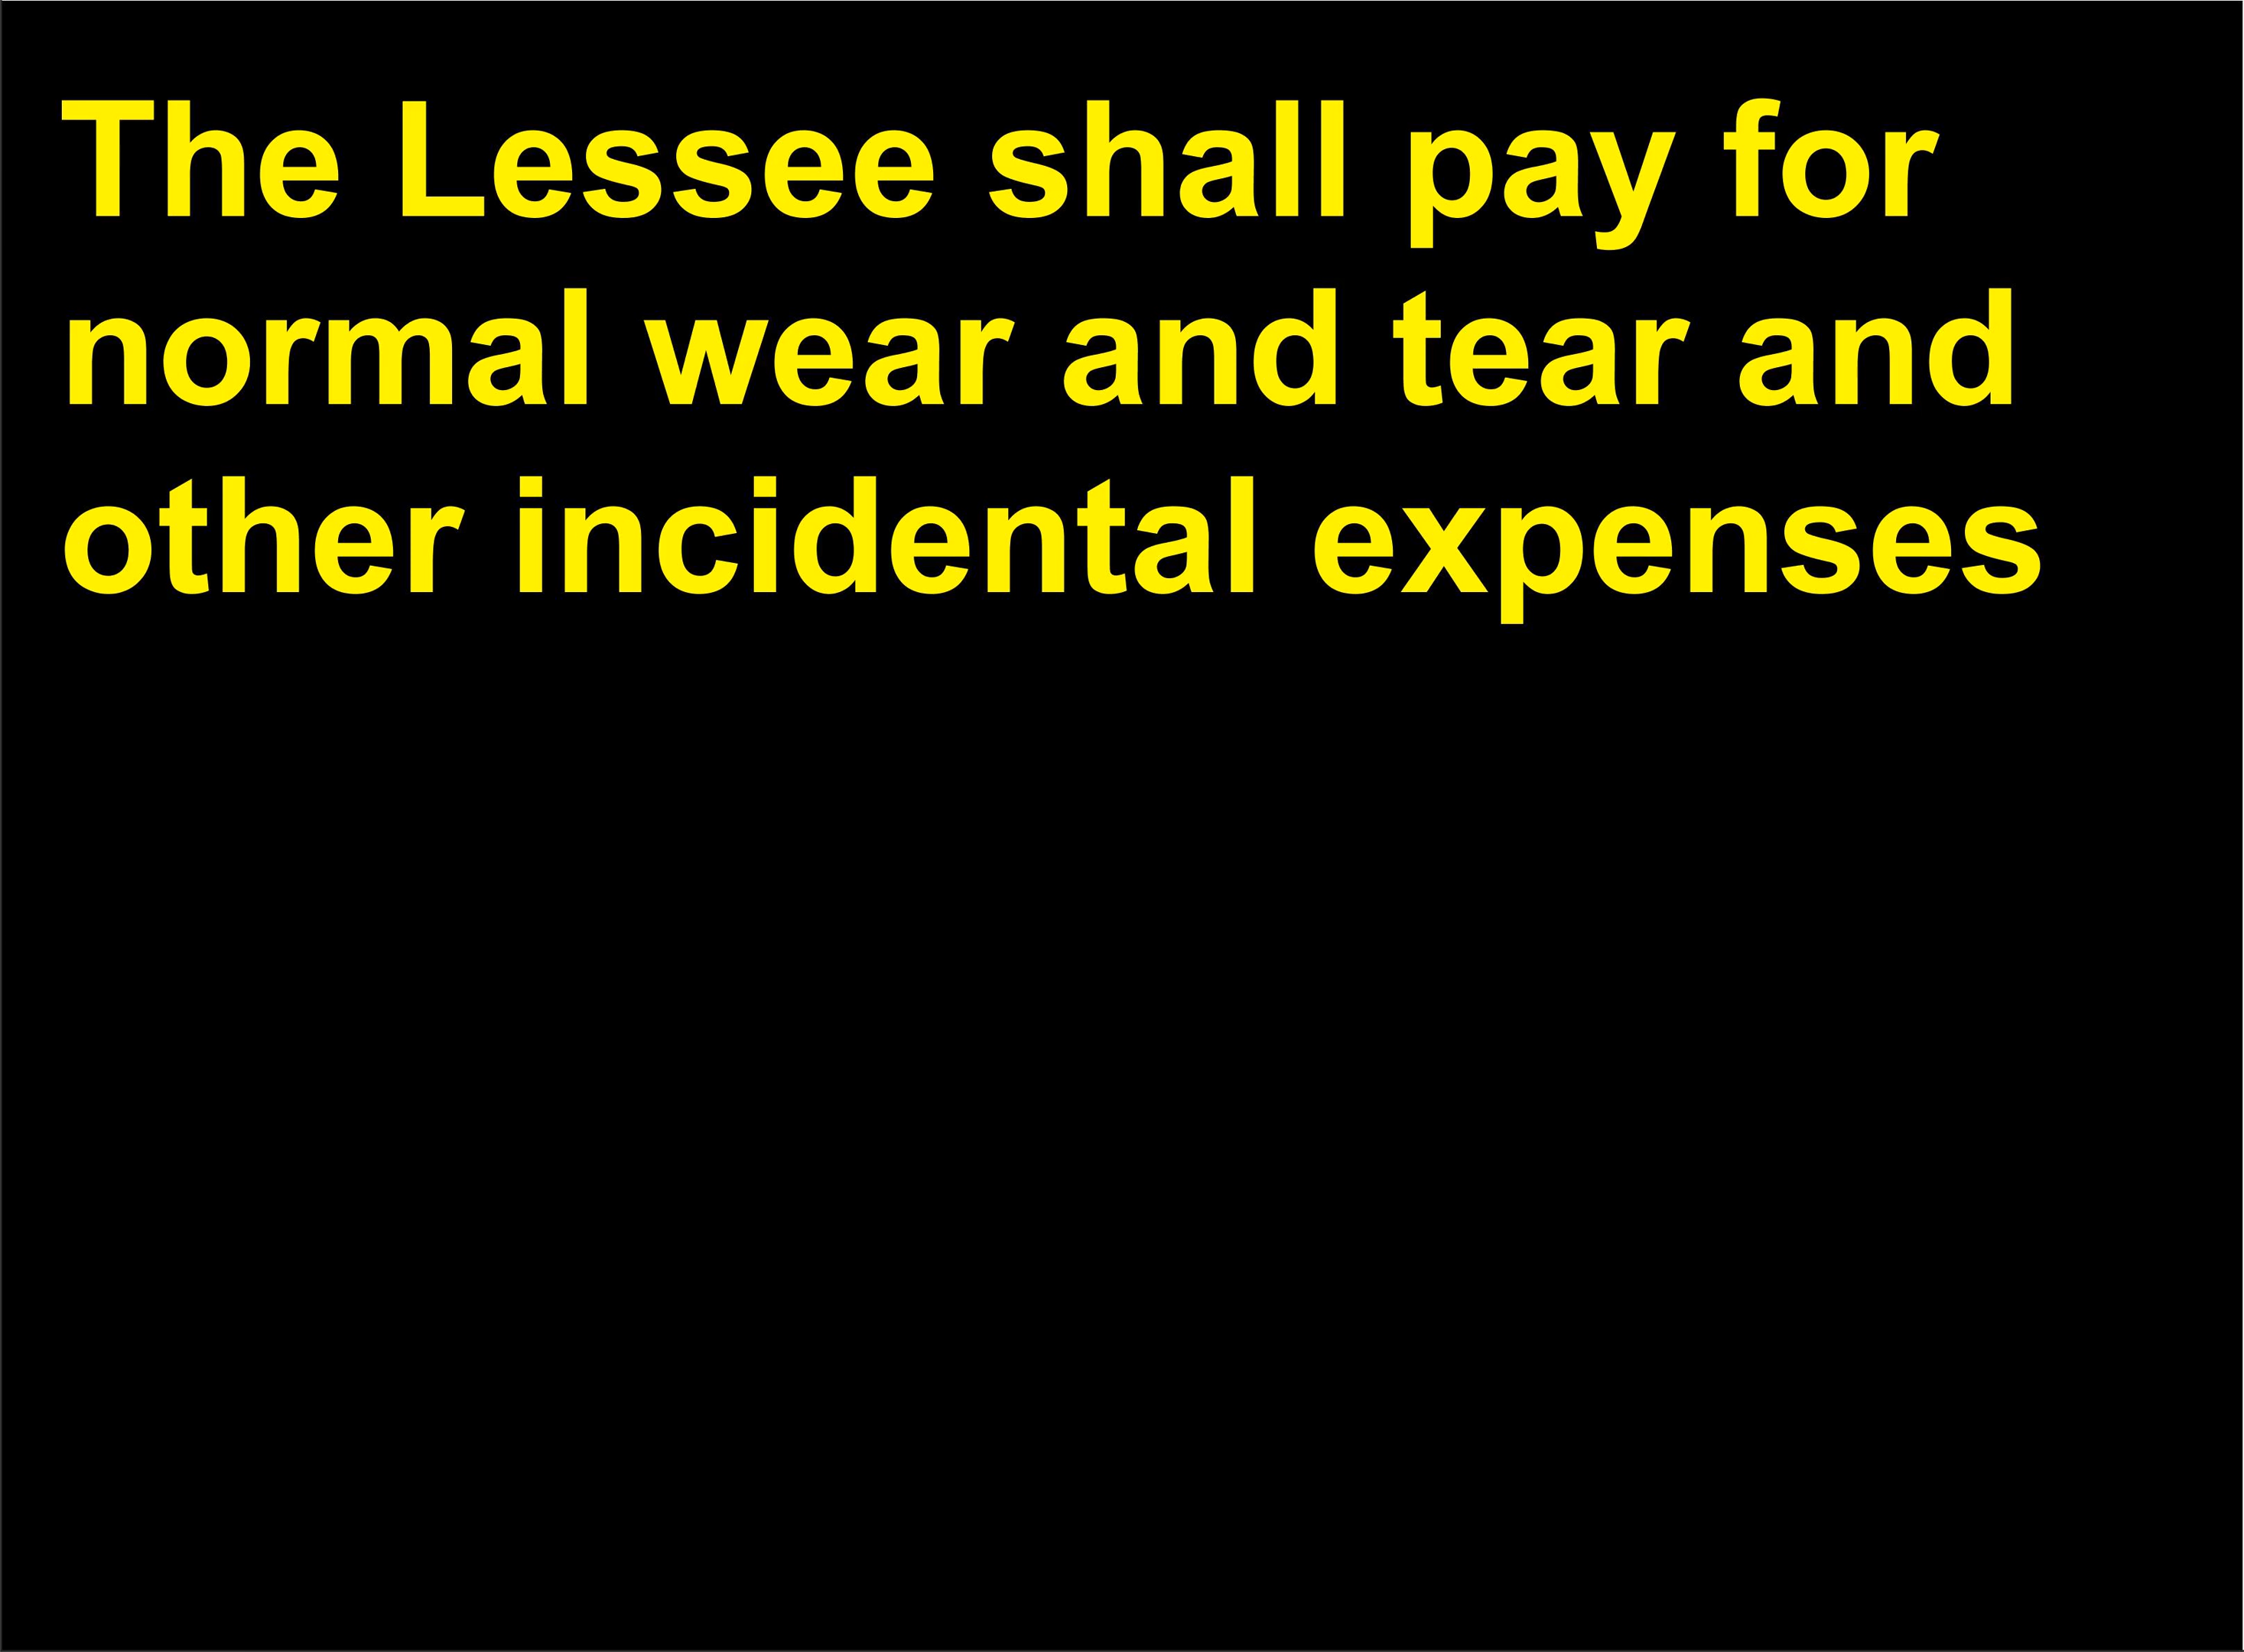 The Lessee shall pay for
normal wear and tear and
other incidental expenses